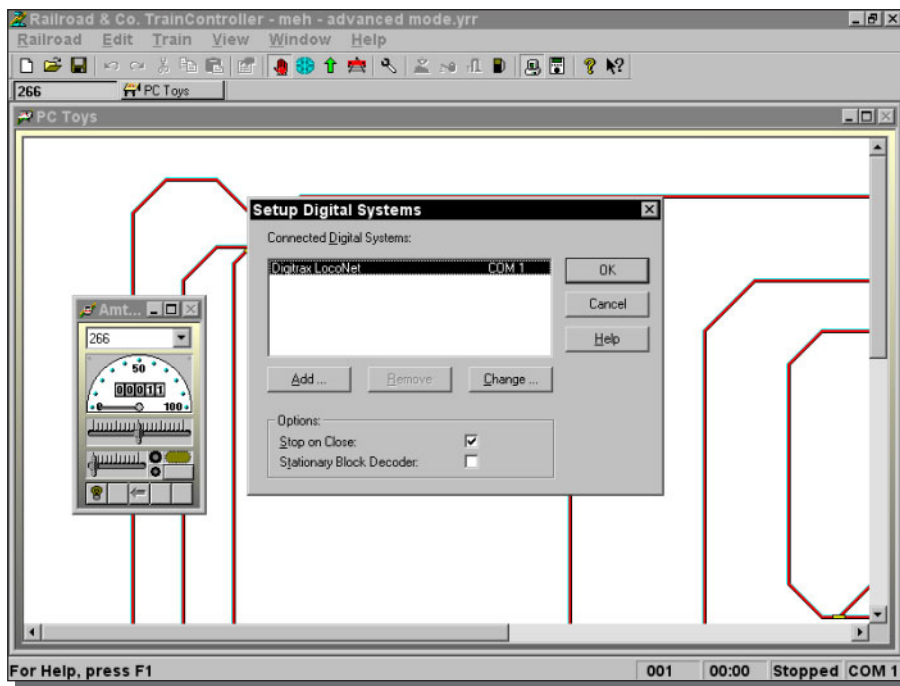 Railroad & Co. TrainController - meh - advanced mode.yrr
Railroad Edit Train View Window Help
266 PC Toys
PC Toys
Setup Digital Systems
Connected Digital Systems:
Digitrax LocoNet COM 1
OK
Cancel
Help
Add ... Remove Change ...
Options:
Stop on Close:
Stationary Block Decoder:
Amt...
266
50
00011
0 100
For Help, press F1 001 00:00 Stopped COM 1